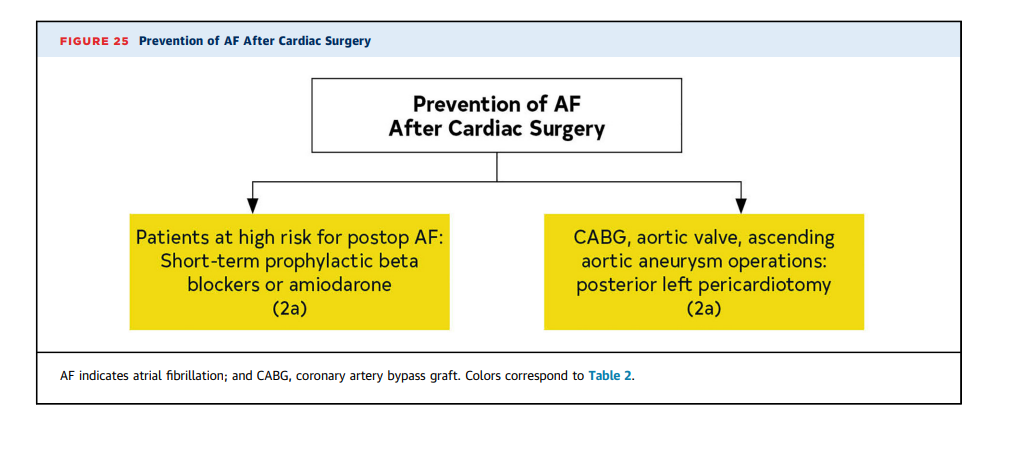 FIGURE 25 Prevention of AF After Cardiac Surgery
Prevention of AF
After Cardiac Surgery
Patients at high risk for postop AF:
Short-term prophylactic beta
blockers or amiodarone
(2a)
CABG, aortic valve, ascending
aortic aneurysm operations:
posterior left pericardiotomy
(2a)
AF indicates atrial fibrillation; and CABG, coronary artery bypass graft. Colors correspond to Table 2.